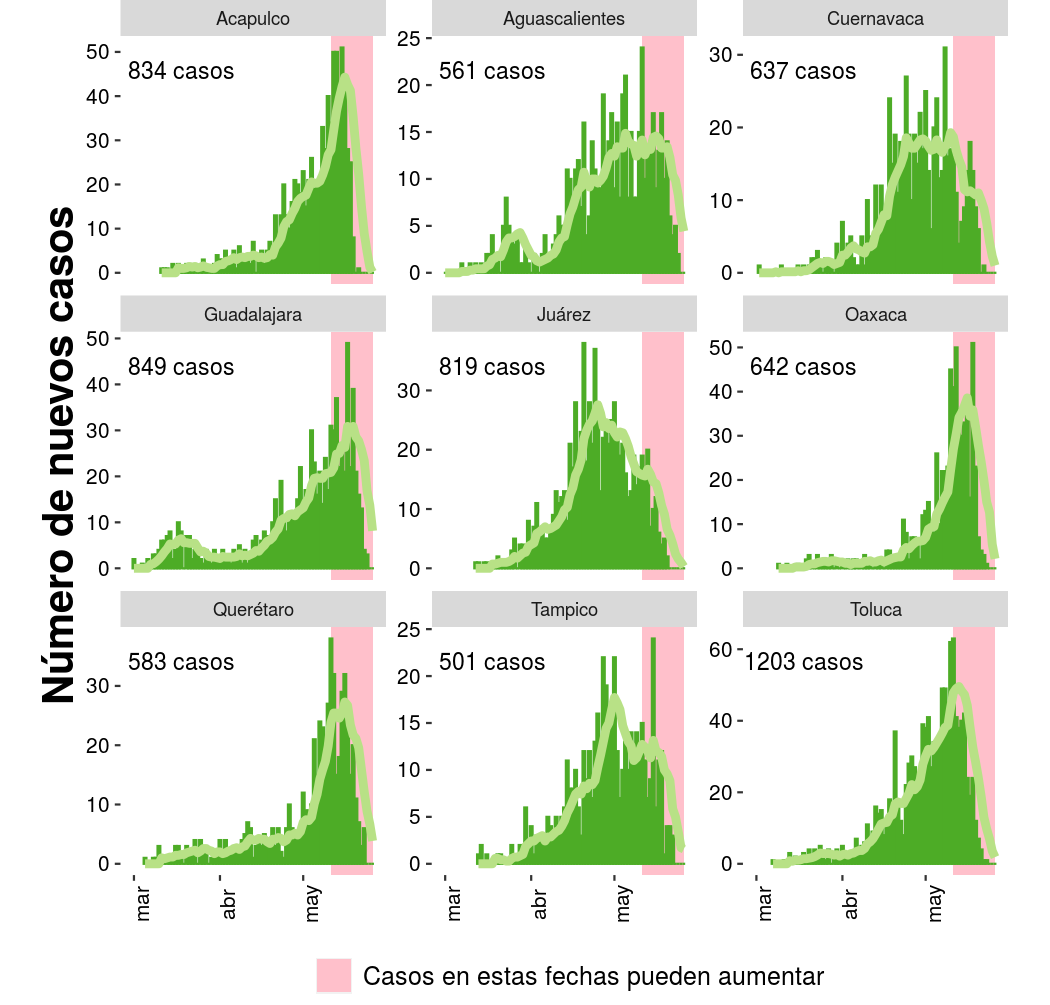 Número de nuevos casos
Acapulco
Aguascalientes
Cuernavaca
50
40
30
20
10
0
834 casos
25
20
15
10
5
0
561 casos
30
20
10
0
637 casos
Guadalajara
Juárez
Oaxaca
50
40
30
20
10
0
849 casos
30
20
10
0
819 casos
50
40
30
20
10
0
642 casos
Querétaro
Tampico
Toluca
30
20
10
0
583 casos
25
20
15
10
5
0
501 casos
60
40
20
0
1203 casos
mar
abr
may
mar
abr
may
mar
abr
may
Casos en estas fechas pueden aumentar